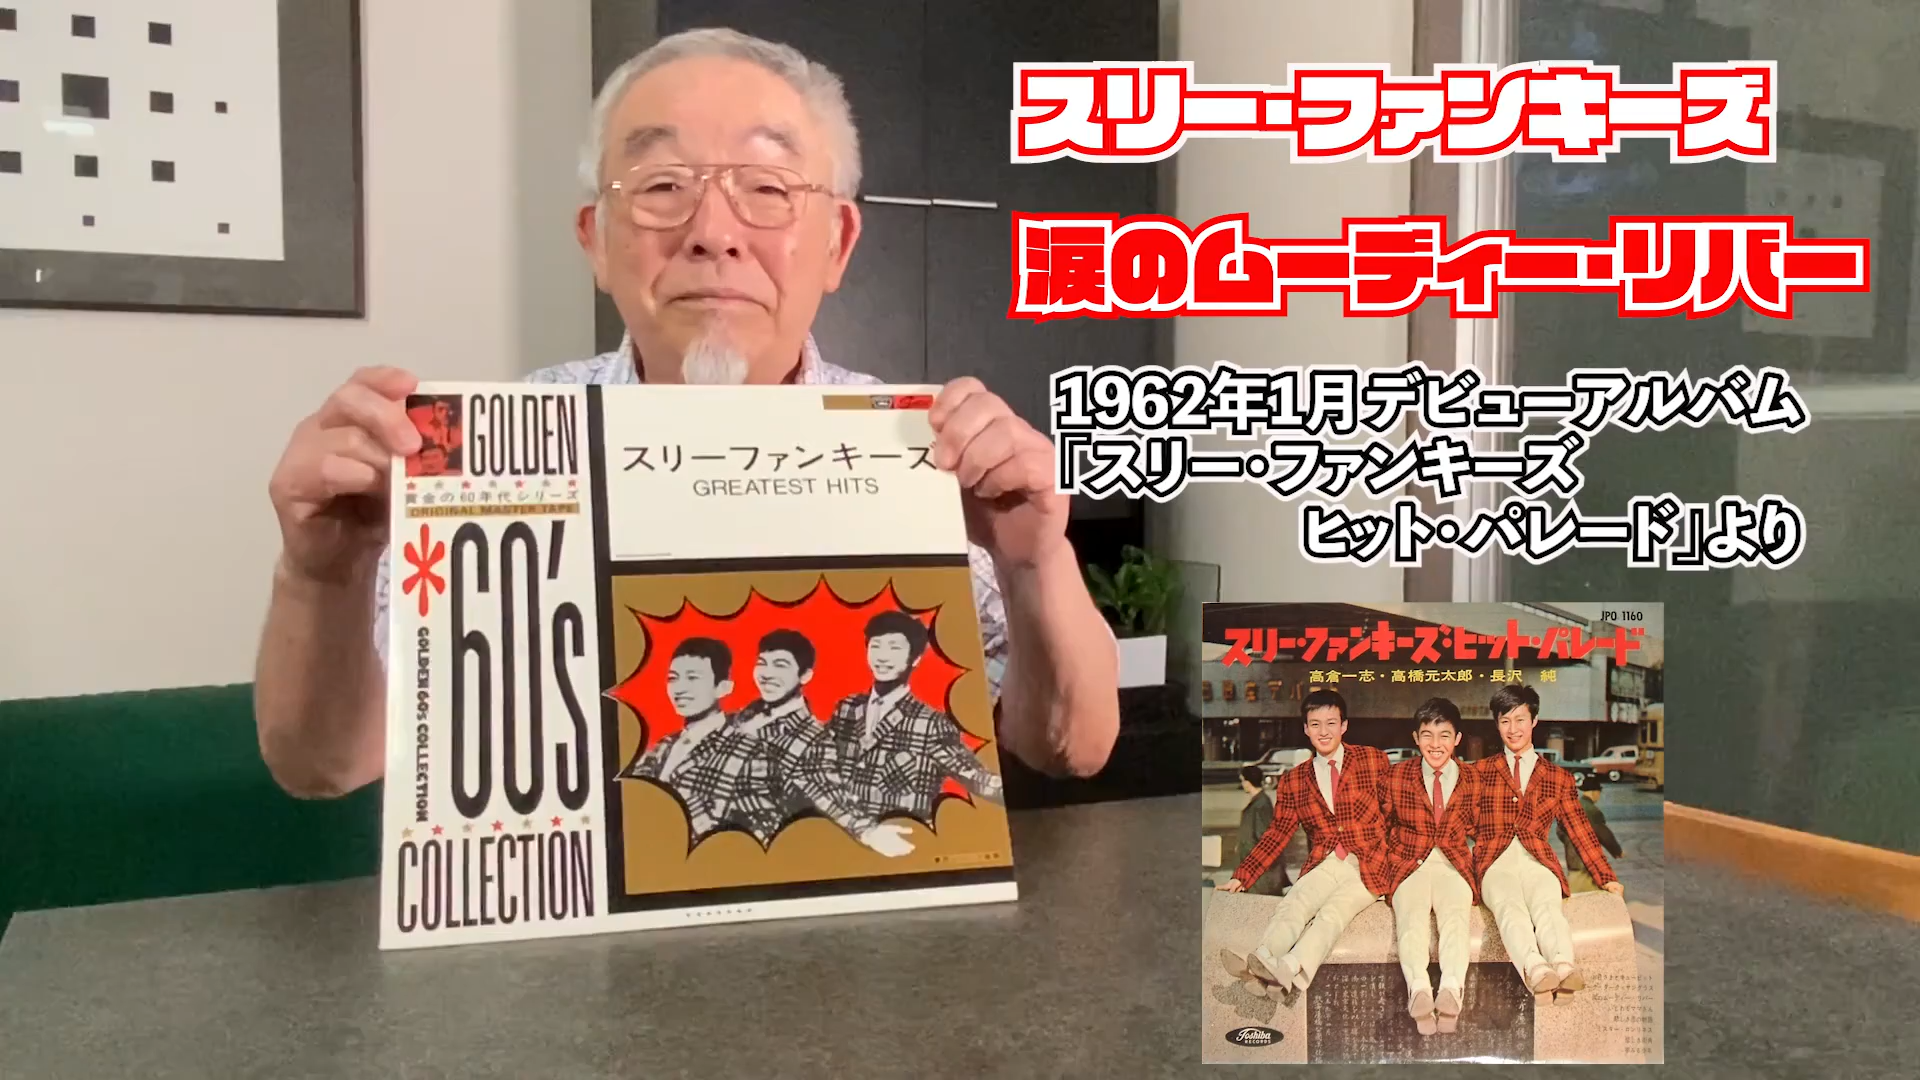 スリー・ファンキーズ
涙のムーディー・リバー
1962年1月デビューアルバム
「スリー・ファンキーズ
ヒット・パレード」より
GOLDEN
黄金の60年代シリーズ
ORIGINAL MASTER TAPE
*60's
GOLDEN 60s COLLECTION
COLLECTION
スリーファンキーズ
GREATEST HITS
JPO 1160
スリー・ファンキーズ・ヒット・パレード
高倉一志・高橋元太郎・長沢 純
Toshiba
RECORDS